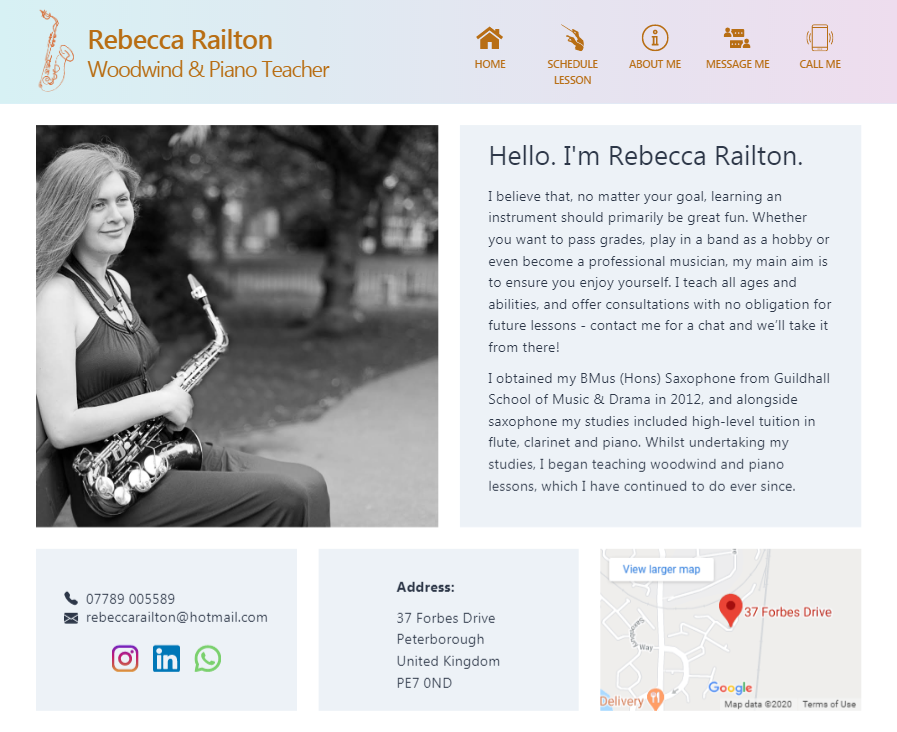 Rebecca Railton
Woodwind & Piano Teacher
HOME
SCHEDULE
LESSON
ABOUT ME
MESSAGE ME
CALL ME
Hello. I'm Rebecca Railton.
I believe that, no matter your goal, learning an
instrument should primarily be great fun. Whether
you want to pass grades, play in a band as a hobby or
even become a professional musician, my main aim is
to ensure you enjoy yourself. I teach all ages and
abilities, and offer consultations with no obligation for
future lessons - contact me for a chat and we'll take it
from there!
I obtained my BMus (Hons) Saxophone from Guildhall
School of Music & Drama in 2012, and alongside
saxophone my studies included high-level tuition in
flute, clarinet and piano. Whilst undertaking my
studies, I began teaching woodwind and piano
lessons, which I have continued to do ever since.
07789 005589
rebeccarailton@hotmail.com
Address:
37 Forbes Drive
Peterborough
United Kingdom
PE7 0ND
View larger map
37 Forbes Drive
Way
Delivery
Google
Map data ©2020 Terms of Use